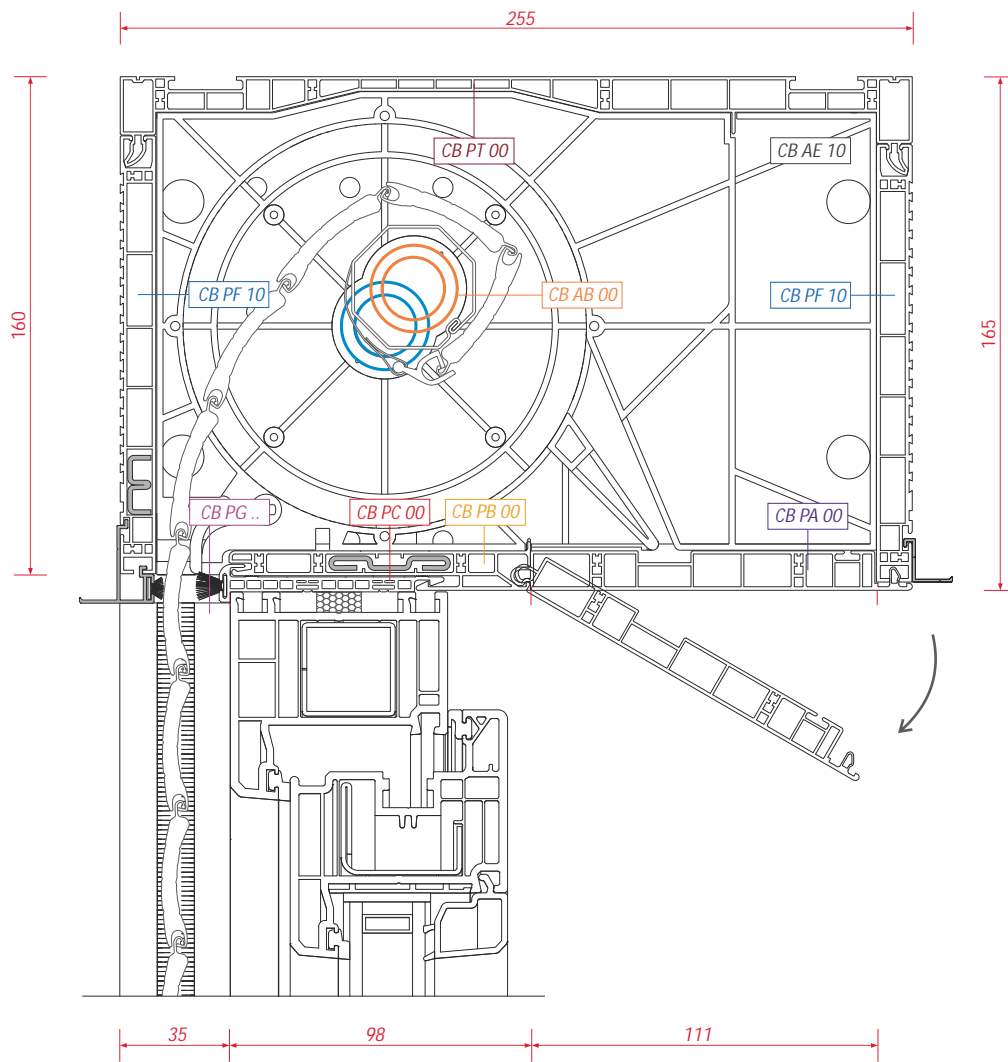 255
160
165
CB PT 00
CB AE 10
CB PF 10
CB AB 00
CB PF 10
CB PG ..
CB PC 00
CB PB 00
CB PA 00
35
98
111